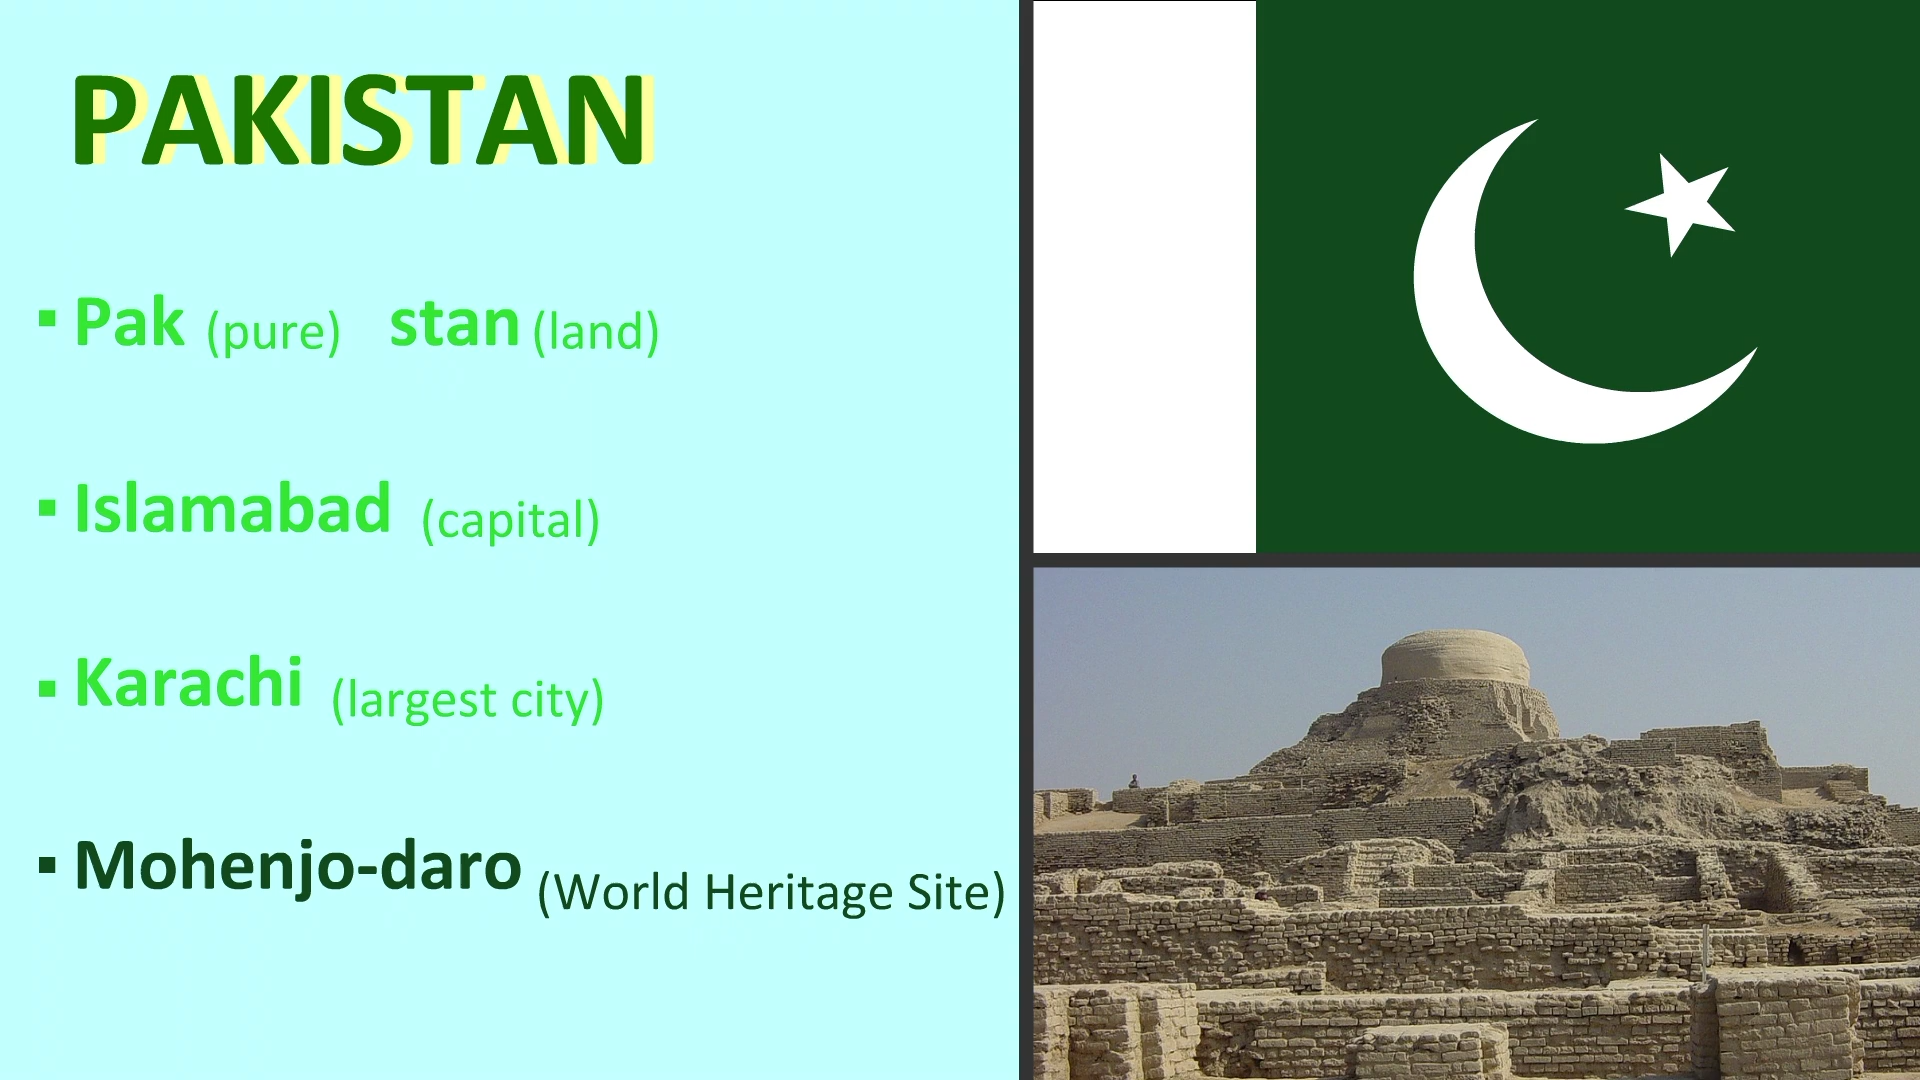 PAKISTAN
▪ Pak (pure) stan (land)
▪ Islamabad (capital)
▪ Karachi (largest city)
▪ Mohenjo-daro (World Heritage Site)